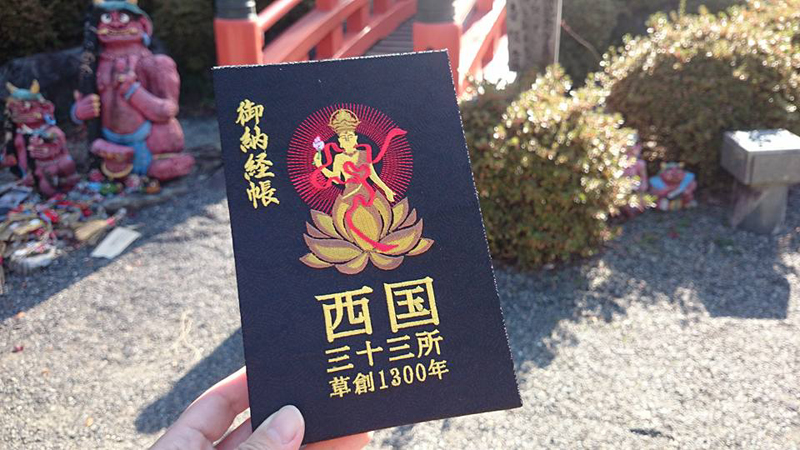 御納経帳
西国
三十三所
草創1300年